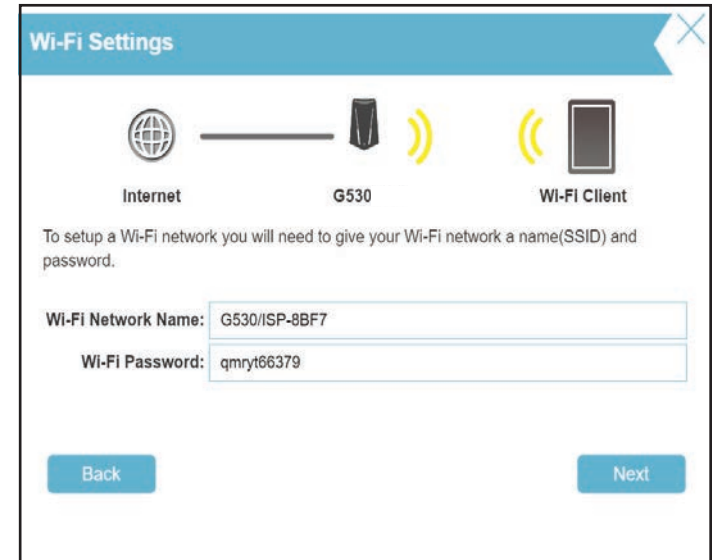 Wi-Fi Settings
Internet
G530
Wi-Fi Client
To setup a Wi-Fi network you will need to give your Wi-Fi network a name(SSID) and
password.
Wi-Fi Network Name: G530/ISP-8BF7
Wi-Fi Password: qmryt66379
Back
Next